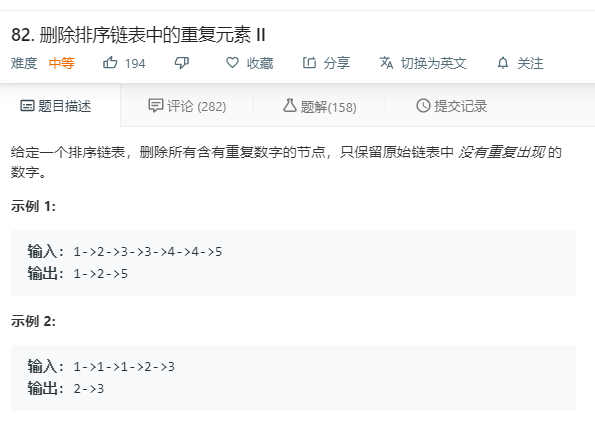 82. 删除排序链表中的重复元素 II
难度 中等 194 收藏 分享 切换为英文 关注
题目描述 评论 (282) 题解(158) 提交记录
给定一个排序链表，删除所有含有重复数字的节点，只保留原始链表中 没有重复出现 的
数字。
示例 1:
输入: 1->2->3->3->4->4->5
输出: 1->2->5
示例 2:
输入: 1->1->1->2->3
输出: 2->3